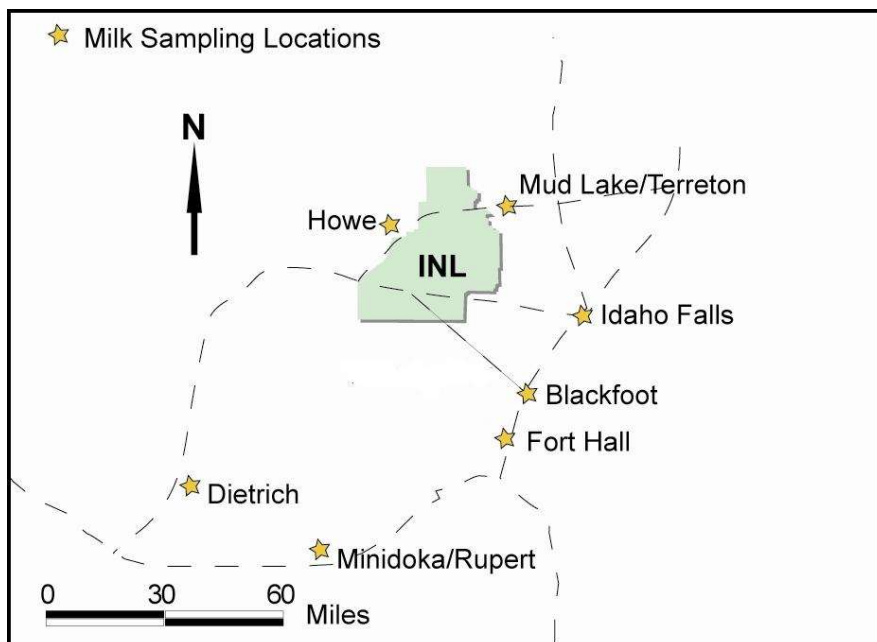 Milk Sampling Locations
N
Mud Lake/Terreton
Howe
INL
Idaho Falls
Blackfoot
Fort Hall
Dietrich
Minidoka/Rupert
0 30 60
Miles